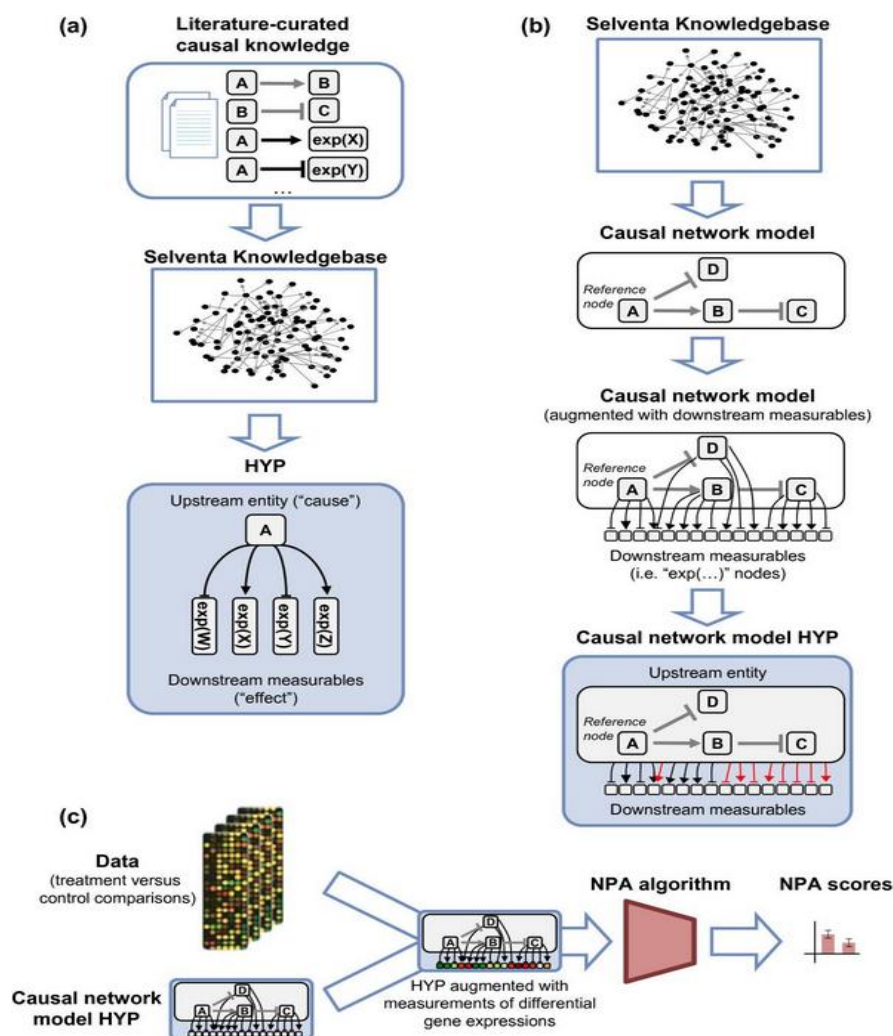 (a)
Literature-curated
causal knowledge
A B
B C
A exp(X)
A exp(Y)
...
Selventa Knowledgebase
HYP
Upstream entity (“cause”)
A
exp(W) exp(X) exp(Y) exp(Z)
Downstream measurables
(“effect”)
(b)
Selventa Knowledgebase
Causal network model
D
Reference
node
A B C
Causal network model
(augmented with downstream measurables)
D
Reference
node
A B C
Downstream measurables
(i.e. “exp(...)” nodes)
Causal network model HYP
Upstream entity
D
Reference
node
A B C
Downstream measurables
(c)
Data
(treatment versus
control comparisons)
Causal network
model HYP
D
A B C
D
A B C
HYP augmented with
measurements of differential
gene expressions
NPA algorithm
NPA scores